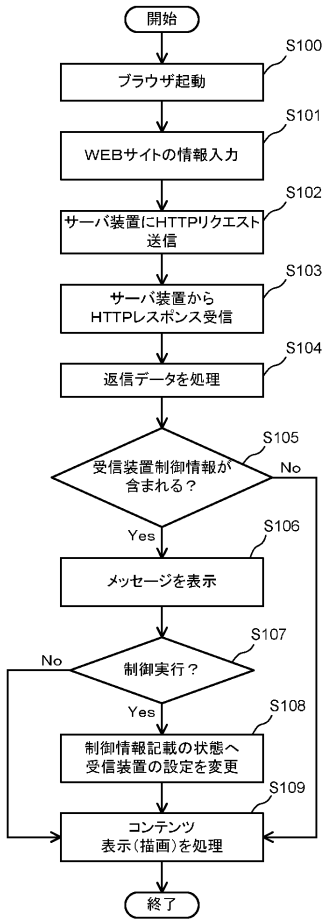 開始
S100
ブラウザ起動
S101
WEBサイトの情報入力
S102
サーバ装置にHTTPリクエスト
送信
S103
サーバ装置から
HTTPレスポンス受信
S104
返信データを処理
S105
受信装置制御情報が
含まれる？
No
Yes
S106
メッセージを表示
S107
No
制御実行？
Yes
S108
制御情報記載の状態へ
受信装置の設定を変更
S109
コンテンツ
表示(描画)を処理
終了